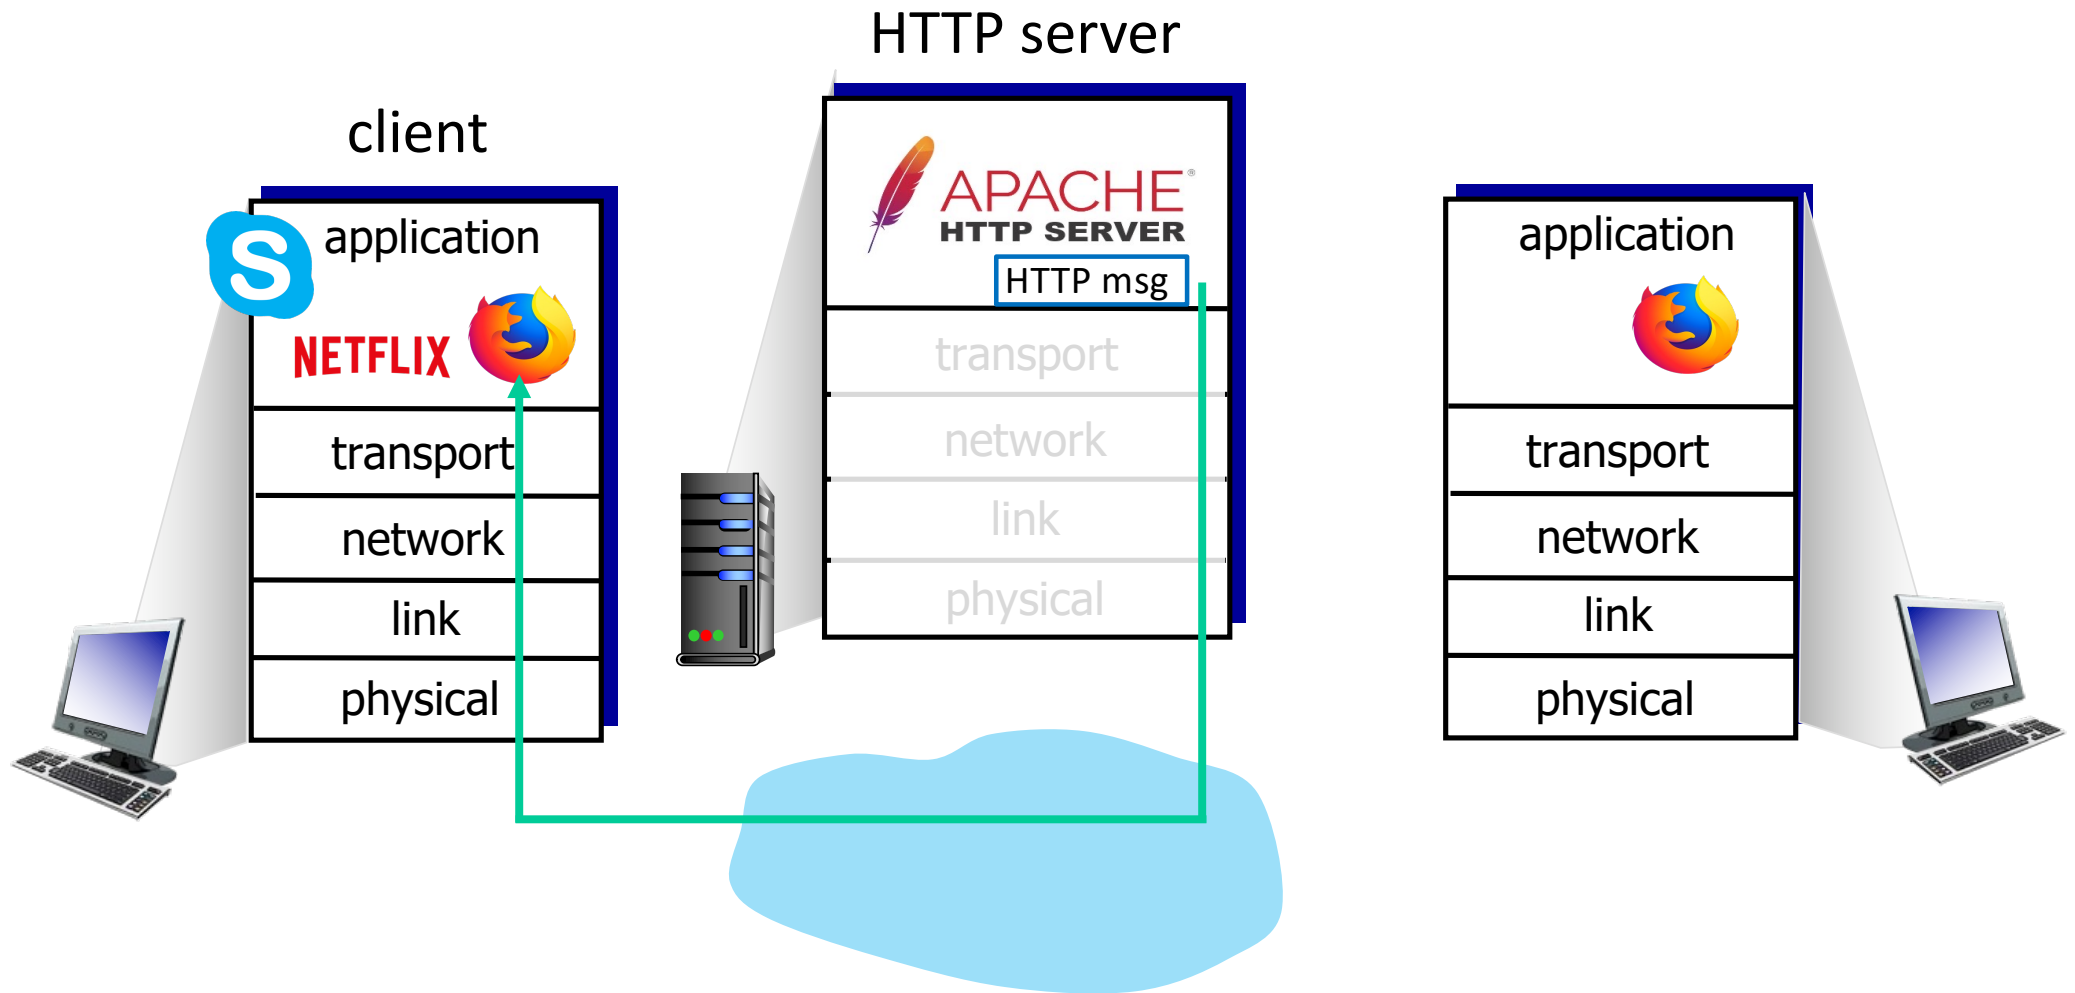 HTTP server
client
APACHE®
HTTP SERVER
HTTP msg
transport
network
link
physical
S
application
NETFLIX
transport
network
link
physical
application
transport
network
link
physical